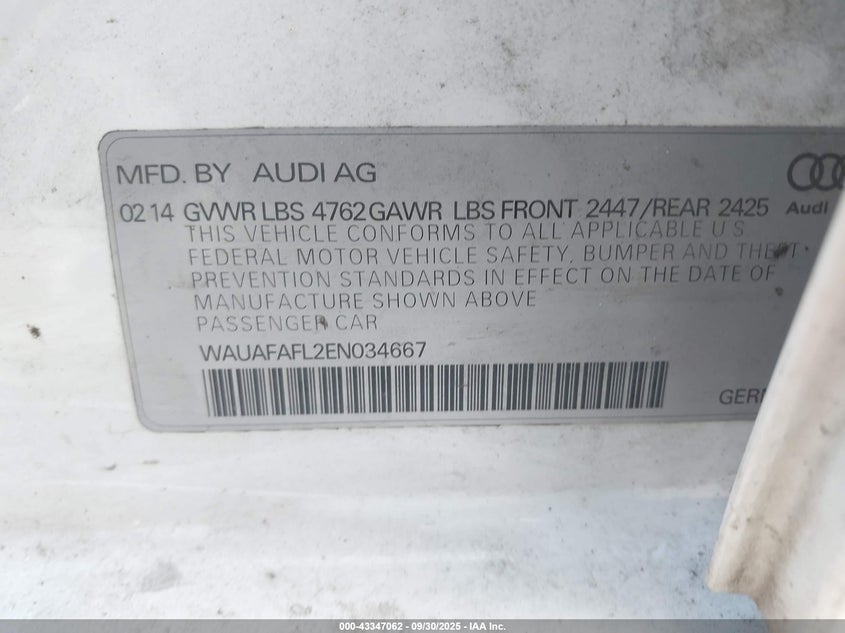 MFD. BY AUDI AG
02 14 GVWR LBS 4762 GAWR LBS FRONT 2447/REAR 2425
Audi
THIS VEHICLE CONFORMS TO ALL APPLICABLE U S
FEDERAL MOTOR VEHICLE SAFETY, BUMPER AND THEFT
PREVENTION STANDARDS IN EFFECT ON THE DATE OF
MANUFACTURE SHOWN ABOVE
PASSENGER CAR
WAUAFAFL2EN034667
GER
000-43347062 - 09/30/2025 - IAA Inc.